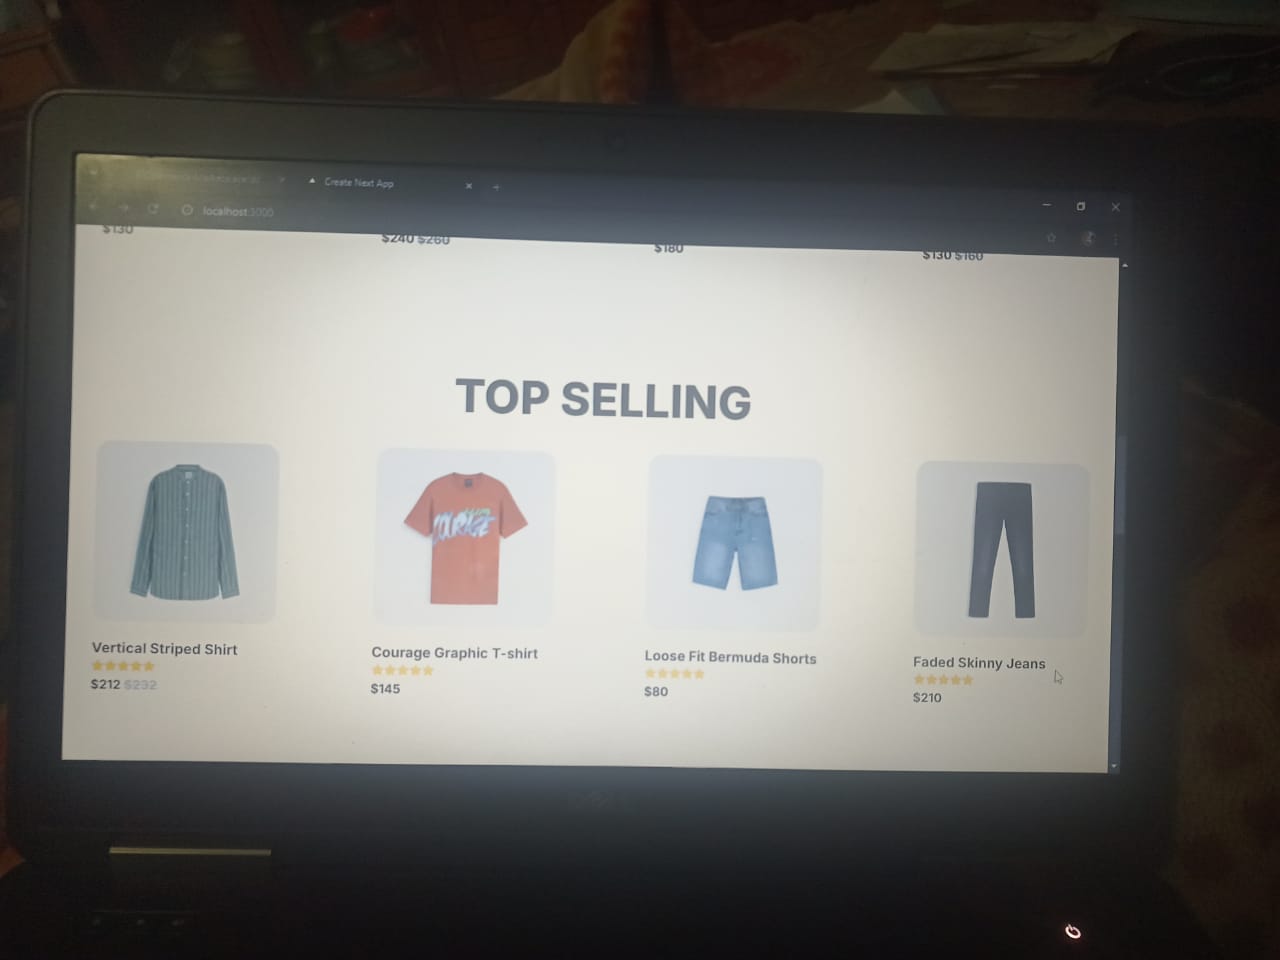 Create Next App
localhost:3000
$130
$240 $260
$180
$130 $160
TOP SELLING
COURAGE
Vertical Striped Shirt
$212 $232
Courage Graphic T-shirt
$145
Loose Fit Bermuda Shorts
$80
Faded Skinny Jeans
$210